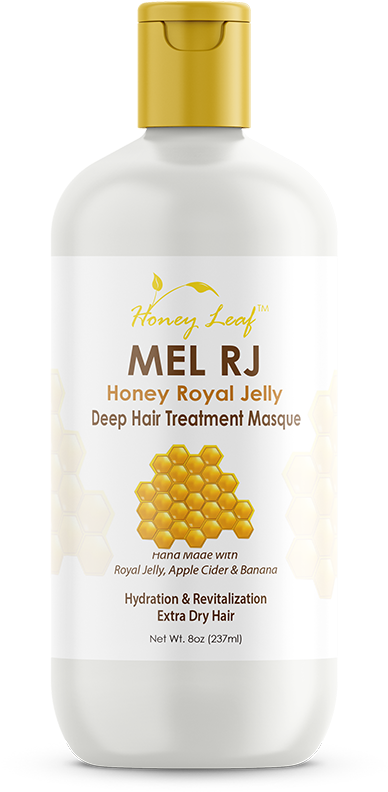 Honey Leaf™
MEL RJ
Honey Royal Jelly
Deep Hair Treatment Masque
Hand Made with
Royal Jelly, Apple Cider & Banana
Hydration & Revitalization
Extra Dry Hair
Net Wt. 8oz (237ml)